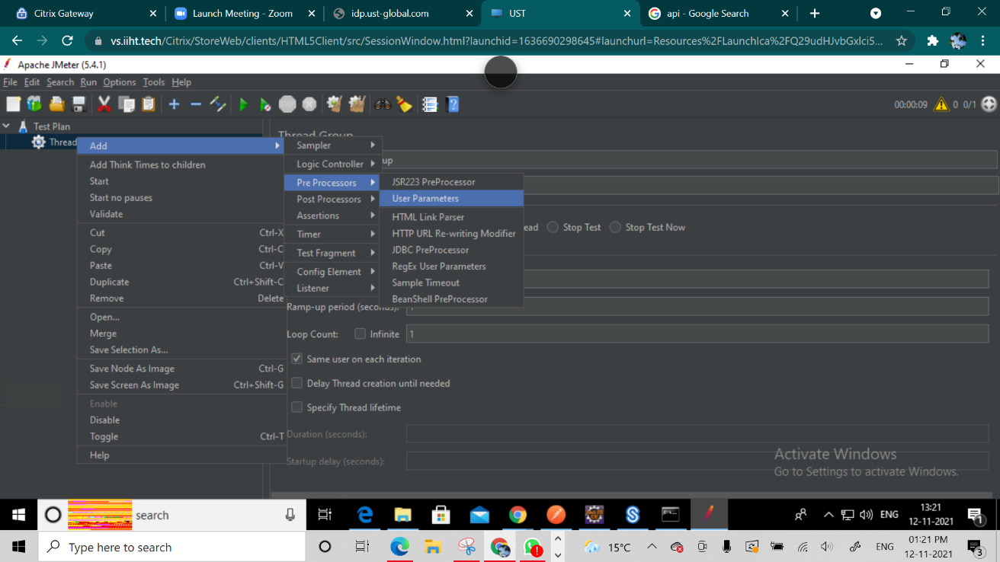 Citrix Gateway
Launch Meeting - Zoom
idp.ust-global.com
UST
api - Google Search
vs.iiht.tech/Citrix/StoreWeb/clients/HTML5Client/src/SessionWindow.html?launchid=1636690298645#launchurl=Resources%2FLaunchIca%2FQ29udHJvbGxlci5...
Apache JMeter (5.4.1)
File Edit Search Run Options Tools Help
00:00:09 0 0/1
Test Plan
Thread
Thread Group
Add
Add Think Times to children
Start
Start no pauses
Validate
Cut Ctrl-X
Copy Ctrl-C
Paste Ctrl-V
Duplicate Ctrl+Shift-C
Remove Delete
Open...
Merge
Save Selection As...
Save Node As Image Ctrl-G
Save Screen As Image Ctrl+Shift-G
Enable
Disable
Toggle Ctrl-T
Help
Sampler
Logic Controller
Pre Processors
Post Processors
Assertions
Timer
Test Fragment
Config Element
Listener
JSR223 PreProcessor
User Parameters
HTML Link Parser
HTTP URL Re-writing Modifier
JDBC PreProcessor
RegEx User Parameters
Sample Timeout
BeanShell PreProcessor
up
ead Stop Test Stop Test Now
Ramp-up period (seconds):
Loop Count: Infinite 1
Same user on each iteration
Delay Thread creation until needed
Specify Thread lifetime
Duration (seconds):
Startup delay (seconds):
Activate Windows
Go to Settings to activate Windows.
search
ENG
13:21
12-11-2021
1
Type here to search
15°C
ENG
01:21 PM
12-11-2021
3